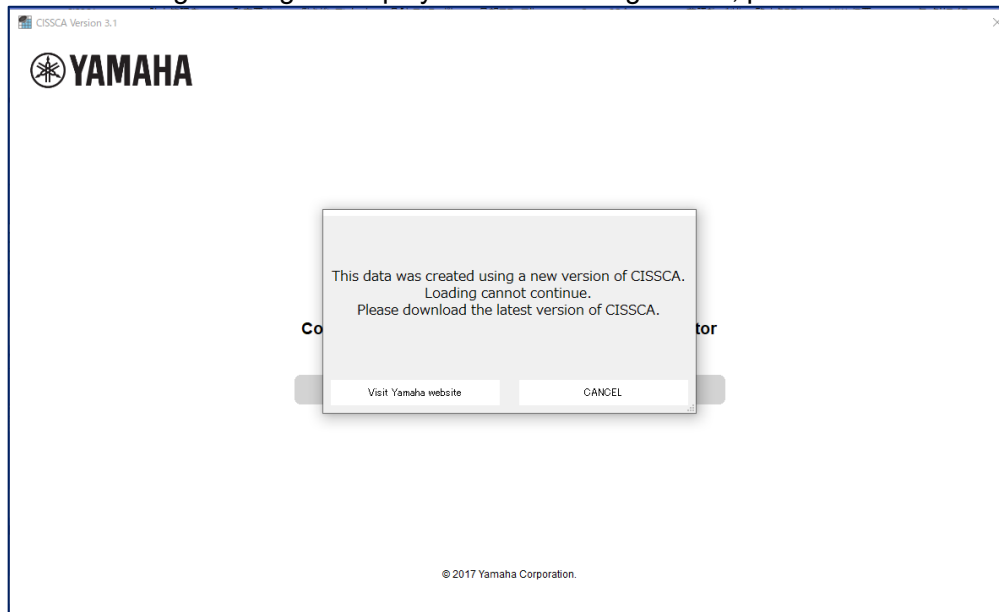 CISSCA Version 3.1
YAMAHA
This data was created using a new version of CISSCA.
Loading cannot continue.
Please download the latest version of CISSCA.
Co tor
Visit Yamaha website CANCEL
© 2017 Yamaha Corporation.